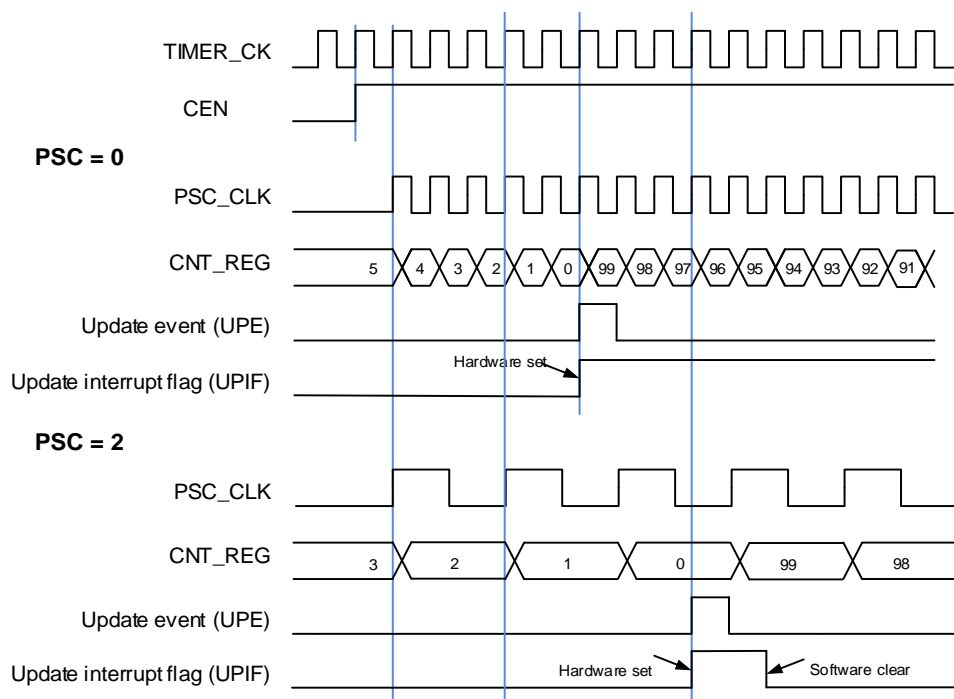 TIMER_CK
CEN
PSC = 0
PSC_CLK
CNT_REG 5 4 3 2 1 0 99 98 97 96 95 94 93 92 91
Update event (UPE)
Hardware set
Update interrupt flag (UPIF)
PSC = 2
PSC_CLK
CNT_REG 3 2 1 0 99 98
Update event (UPE)
Update interrupt flag (UPIF) Hardware set Software clear